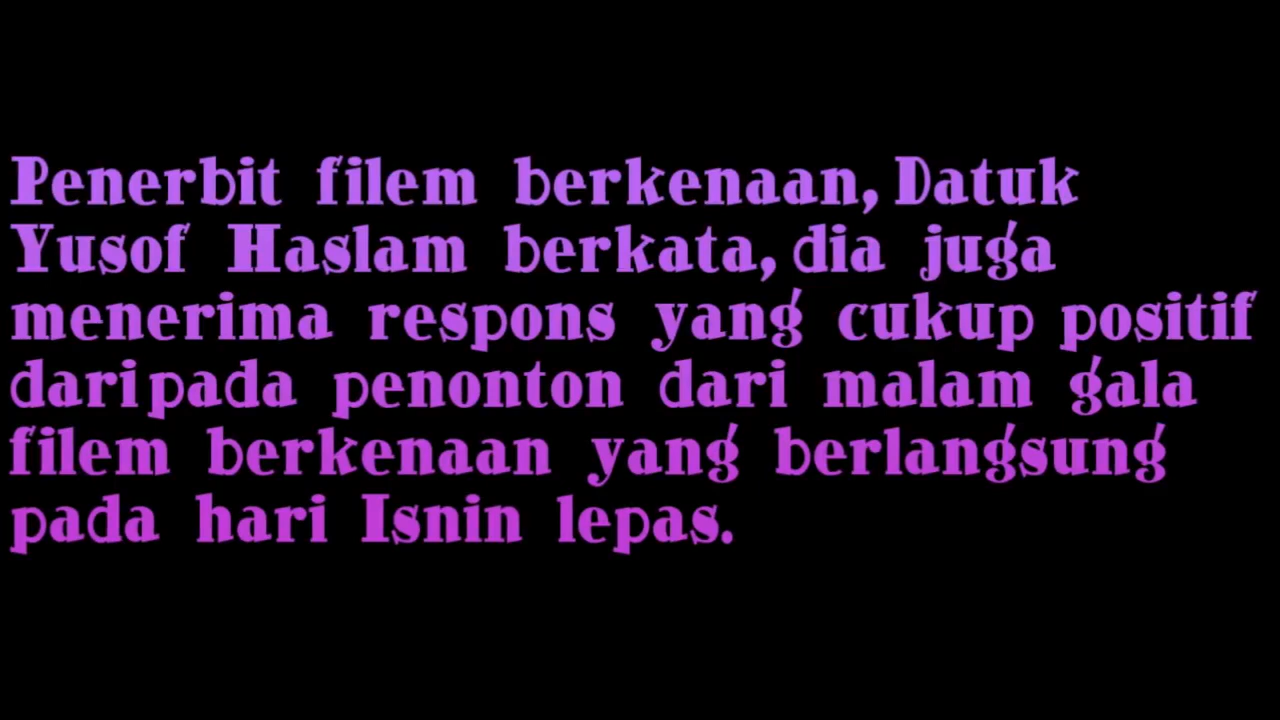 Penerbit filem berkenaan, Datuk
Yusof Haslam berkata, dia juga
menerima respons yang cukup positif
daripada penonton dari malam gala
filem berkenaan yang berlangsung
pada hari Isnin lepas.